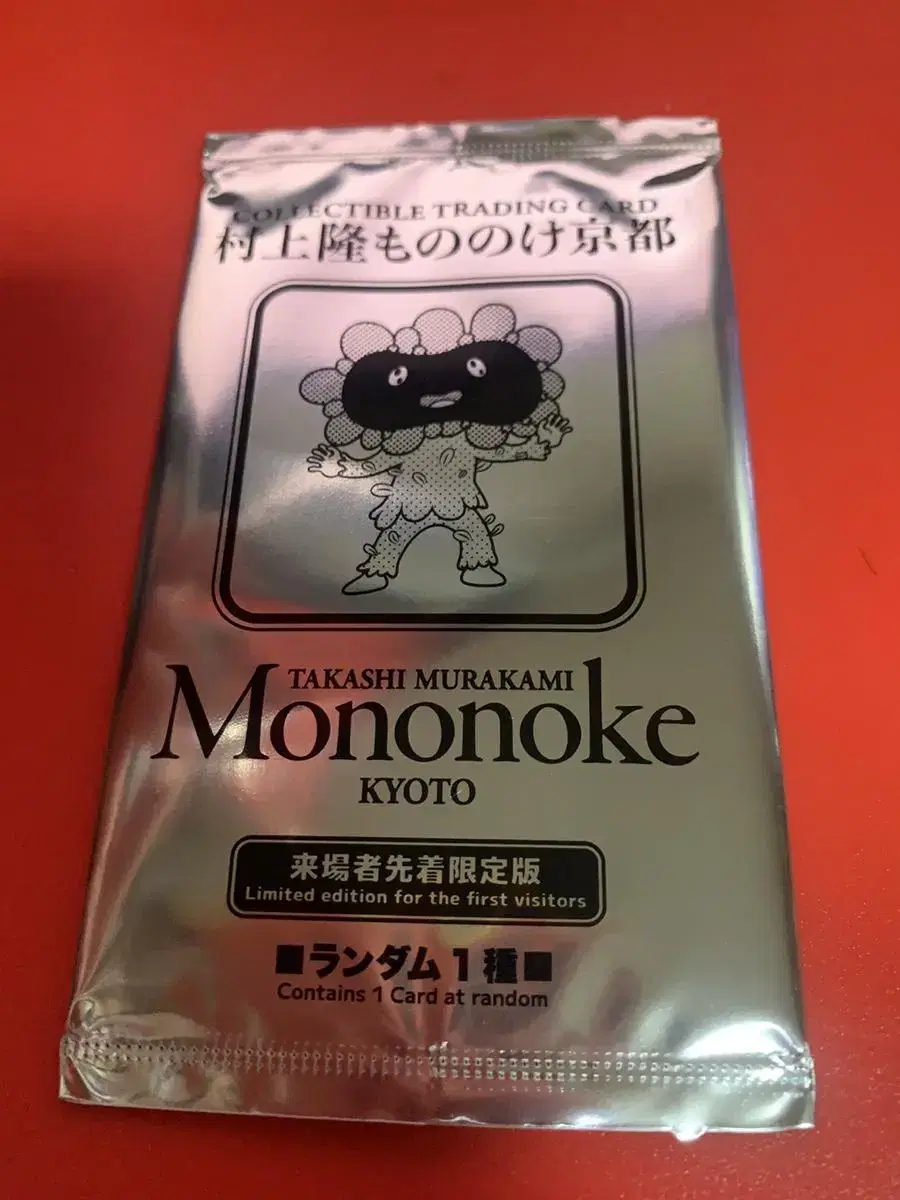 COLLECTIBLE TRADING CARD
村上隆もののけ京都
TAKASHI MURAKAMI
Mononoke
KYOTO
来場者先着限定版
Limited edition for the first visitors
■ランダム1種■
Contains 1 Card at random